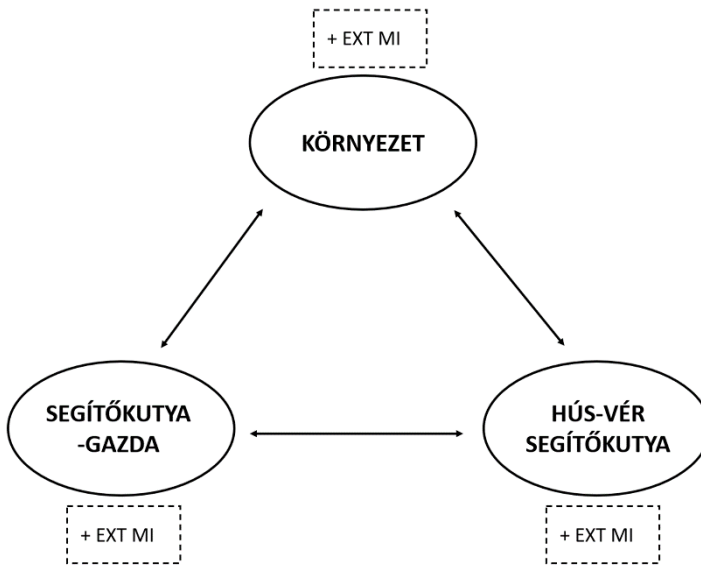 + EXT MI
KÖRNYEZET
SEGÍTŐKUTYA
-GAZDA
HÚS-VÉR
SEGÍTŐKUTYA
+ EXT MI
+ EXT MI